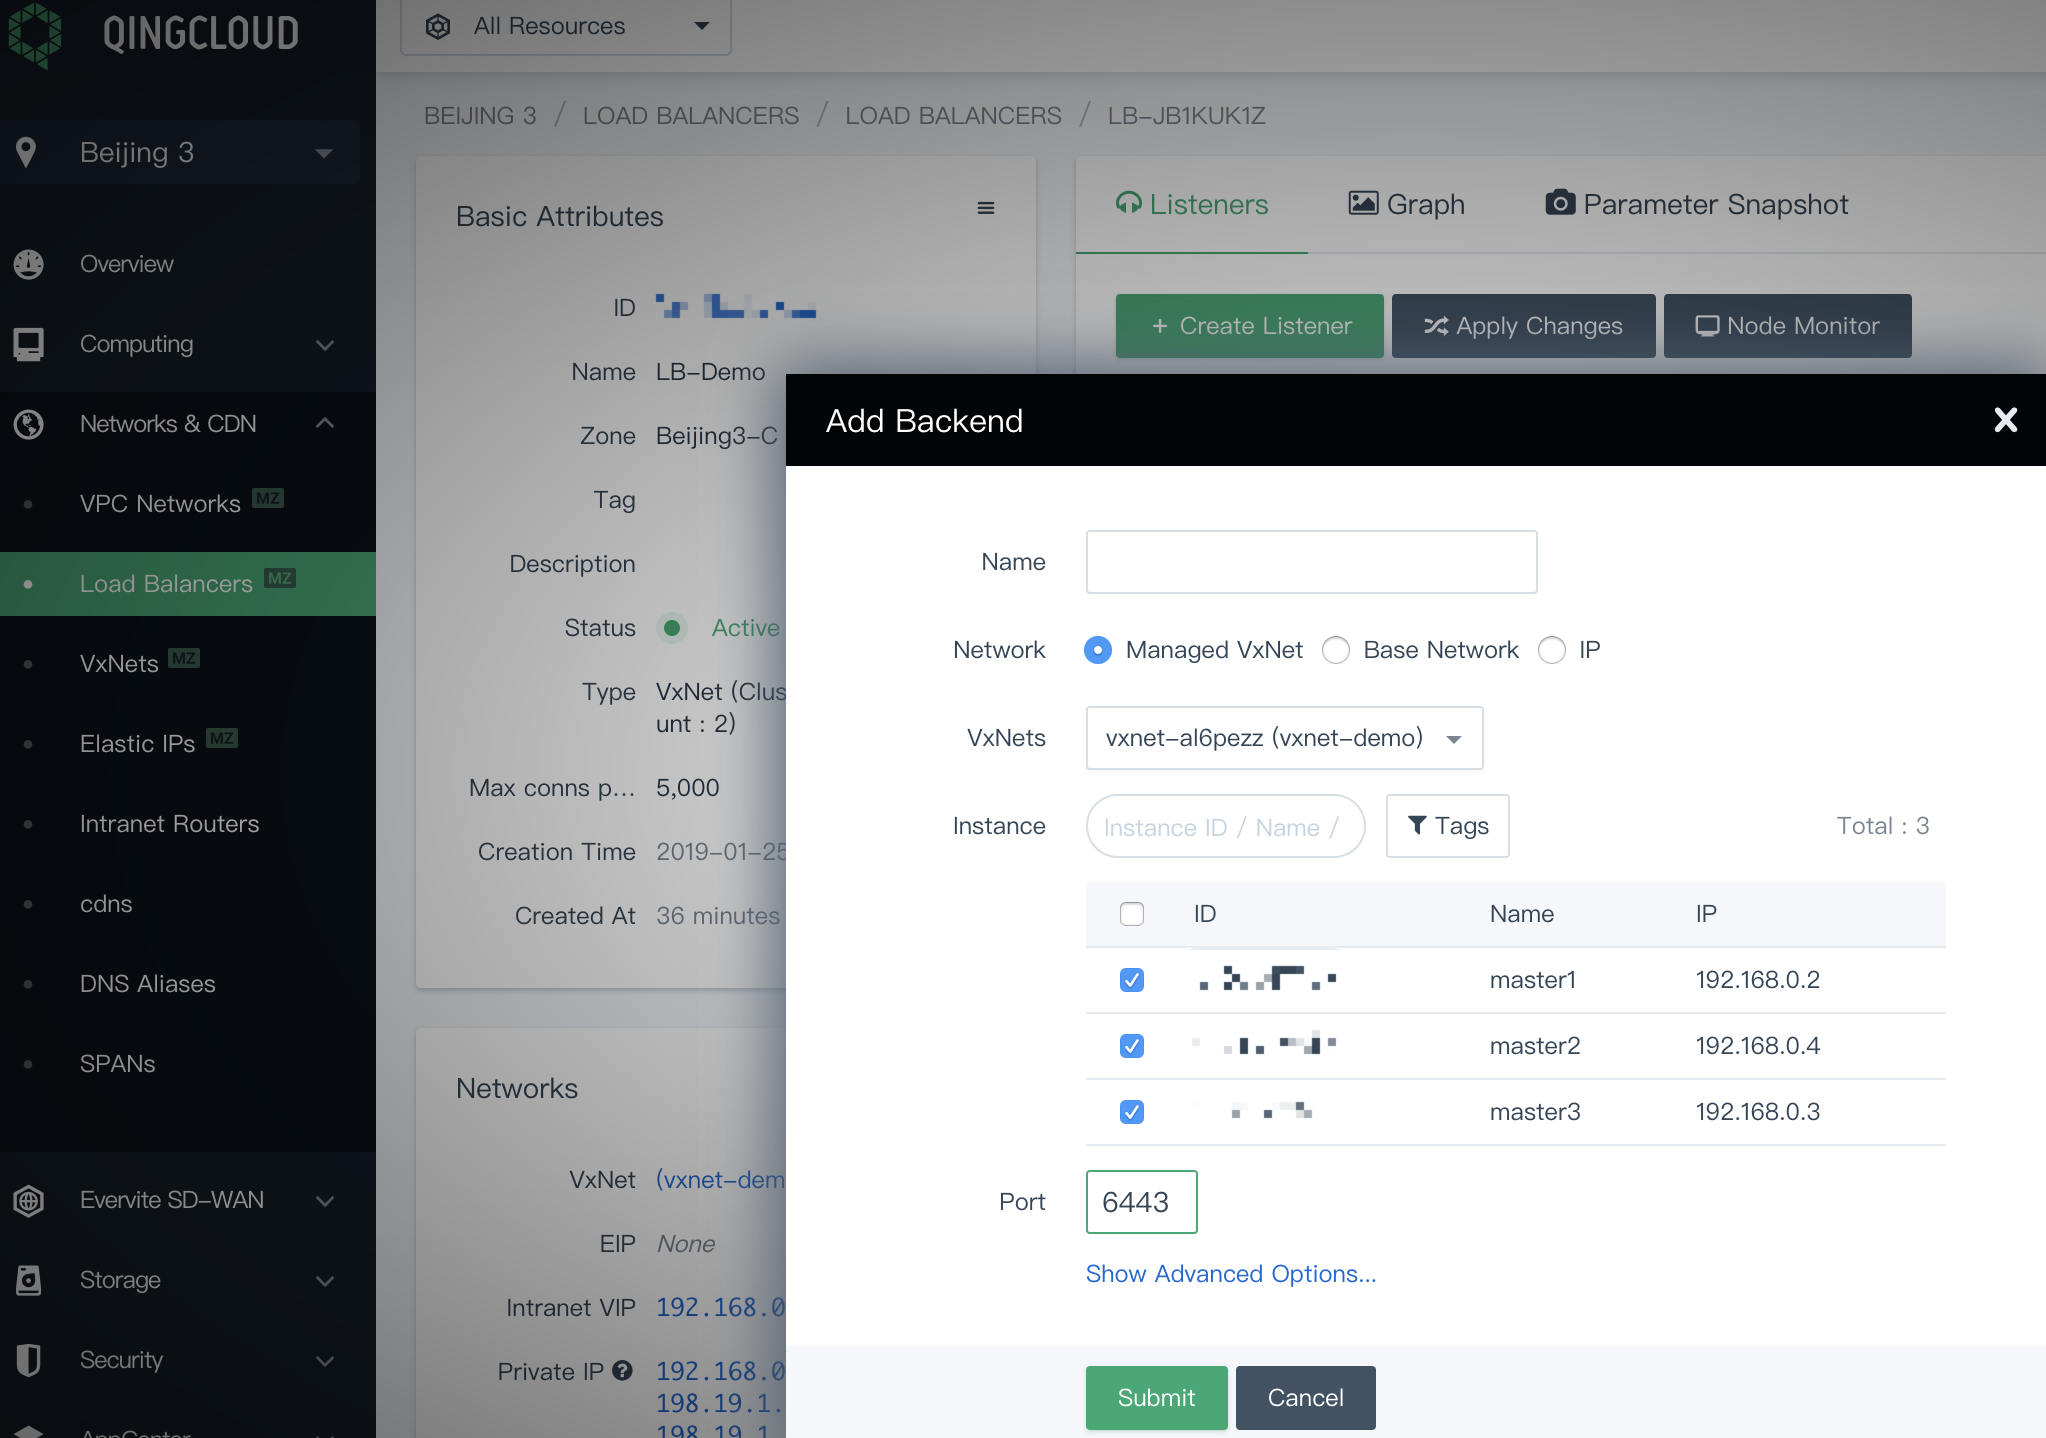 QINGCLOUD
All Resources
Beijing 3
Overview
Computing
Networks & CDN
VPC Networks MZ
Load Balancers MZ
VxNets MZ
Elastic IPs MZ
Intranet Routers
cdns
DNS Aliases
SPANs
Evervite SD-WAN
Storage
Security
AppCenter
BEIJING 3 / LOAD BALANCERS / LOAD BALANCERS / LB-JB1KUK1Z
Basic Attributes
ID
Name LB-Demo
Zone Beijing3-C
Tag
Description
Status Active
Type VxNet (Clus
unt : 2)
Max conns p... 5,000
Creation Time 2019-01-25
Created At 36 minutes
Networks
VxNet (vxnet-dem
EIP None
Intranet VIP 192.168.0
Private IP 192.168.0
198.19.1.
198.19.1
Listeners
Graph
Parameter Snapshot
+ Create Listener
Apply Changes
Node Monitor
Add Backend
Name
Network Managed VxNet Base Network IP
VxNets vxnet-al6pezz (vxnet-demo)
Instance Instance ID / Name / Tags Total : 3
ID Name IP
master1 192.168.0.2
master2 192.168.0.4
master3 192.168.0.3
Port 6443
Show Advanced Options...
Submit Cancel